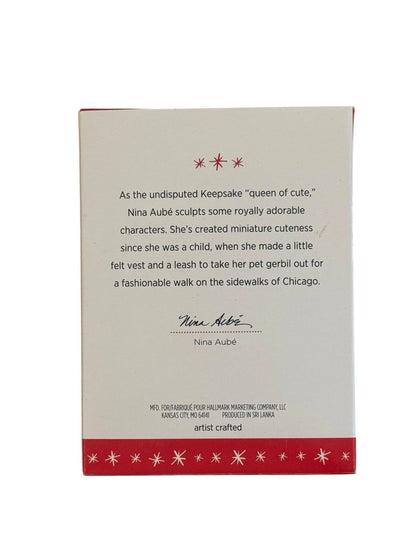 As the undisputed Keepsake “queen of cute,”
Nina Aubé sculpts some royally adorable
characters. She’s created miniature cuteness
since she was a child, when she made a little
felt vest and a leash to take her pet gerbil out for
a fashionable walk on the sidewalks of Chicago.
Nina Aubé
Nina Aubé
MFD. FOR/FABRIQUÉ POUR HALLMARK MARKETING COMPANY, LLC
KANSAS CITY, MO 64141 PRODUCED IN SRI LANKA
artist crafted